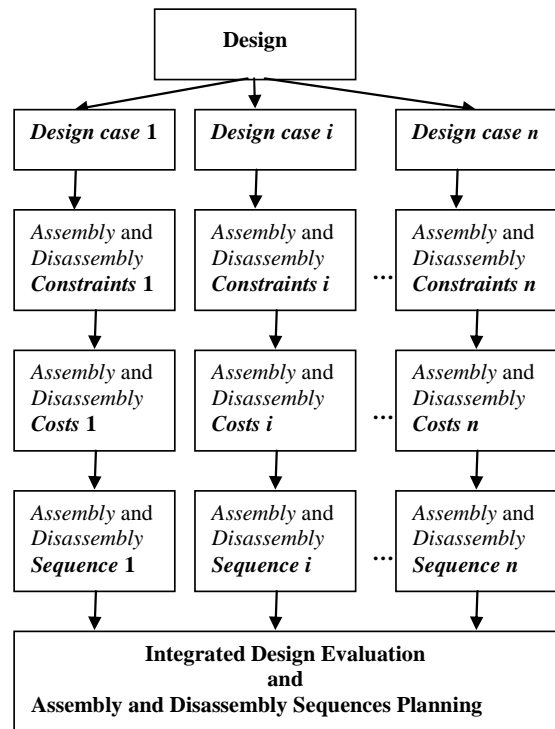 Design
Design case 1
Design case i
Design case n
Assembly and
Disassembly
Constraints 1
Assembly and
Disassembly
Constraints i
...
Assembly and
Disassembly
Constraints n
Assembly and
Disassembly
Costs 1
Assembly and
Disassembly
Costs i
...
Assembly and
Disassembly
Costs n
Assembly and
Disassembly
Sequence 1
Assembly and
Disassembly
Sequence i
...
Assembly and
Disassembly
Sequence n
Integrated Design Evaluation
and
Assembly and Disassembly Sequences Planning